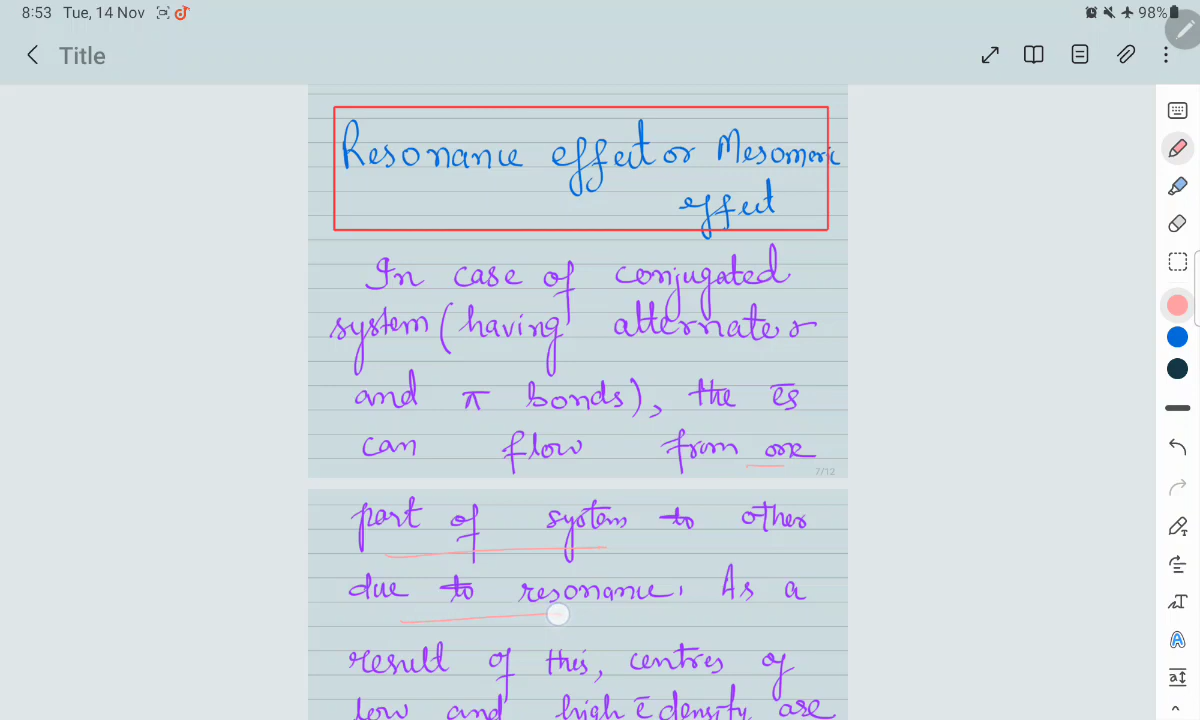 8:53 Tue, 14 Nov
98%
Title
Resonance effect or Mesomeric
effect
In case of conjugated
system (having alternate σ
and π bonds), the ēs
can flow from one
7/12
part of system to other
due to resonance. As a
result of this, centres of
low and high ē density are